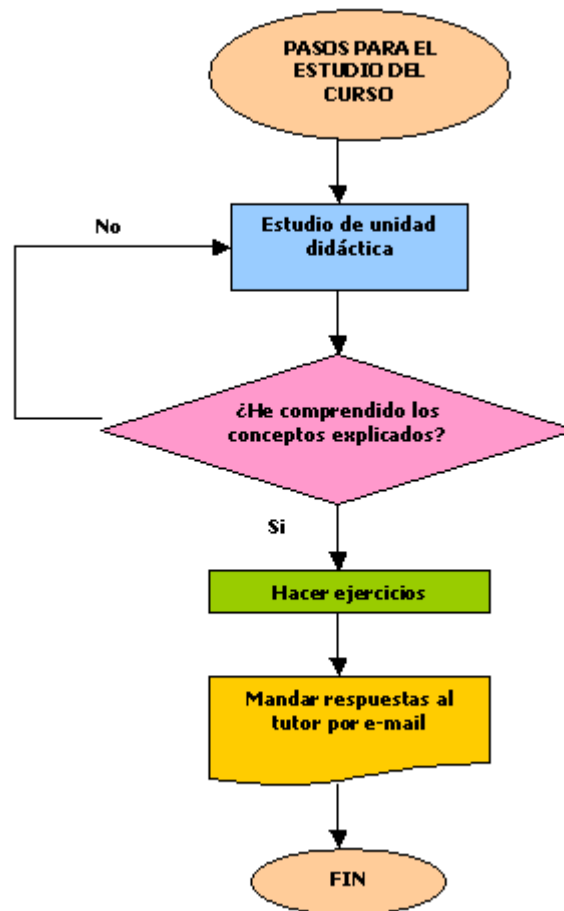 PASOS PARA EL
ESTUDIO DEL
CURSO
Estudio de unidad
didáctica
No
¿He comprendido los
conceptos explicados?
Si
Hacer ejercicios
Mandar respuestas al
tutor por e-mail
FIN